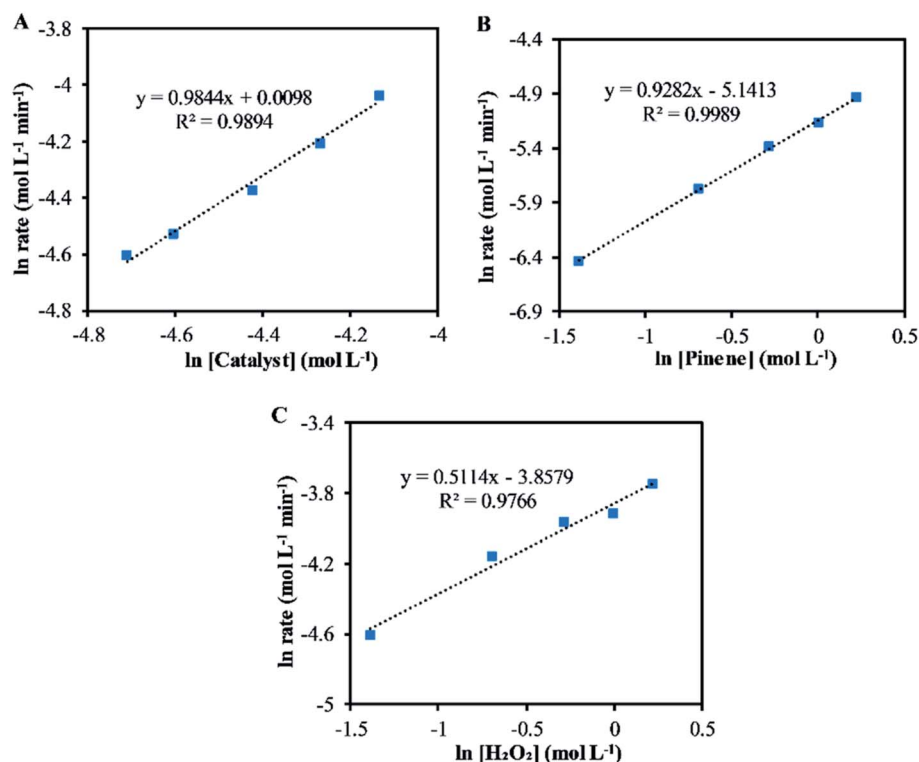 A
-3.8
-4
-4.2
-4.4
-4.6
-4.8
y = 0.9844x + 0.0098
R² = 0.9894
ln rate (mol L⁻¹ min⁻¹)
-4.8
-4.6
-4.4
-4.2
-4
ln [Catalyst] (mol L⁻¹)
B
-4.4
-4.9
-5.4
-5.9
-6.4
-6.9
y = 0.9282x - 5.1413
R² = 0.9989
ln rate (mol L⁻¹ min⁻¹)
-1.5
-1
-0.5
0
0.5
ln [Pinene] (mol L⁻¹)
C
-3.4
-3.8
-4.2
-4.6
-5
y = 0.5114x - 3.8579
R² = 0.9766
ln rate (mol L⁻¹ min⁻¹)
-1.5
-1
-0.5
0
0.5
ln [H₂O₂] (mol L⁻¹)